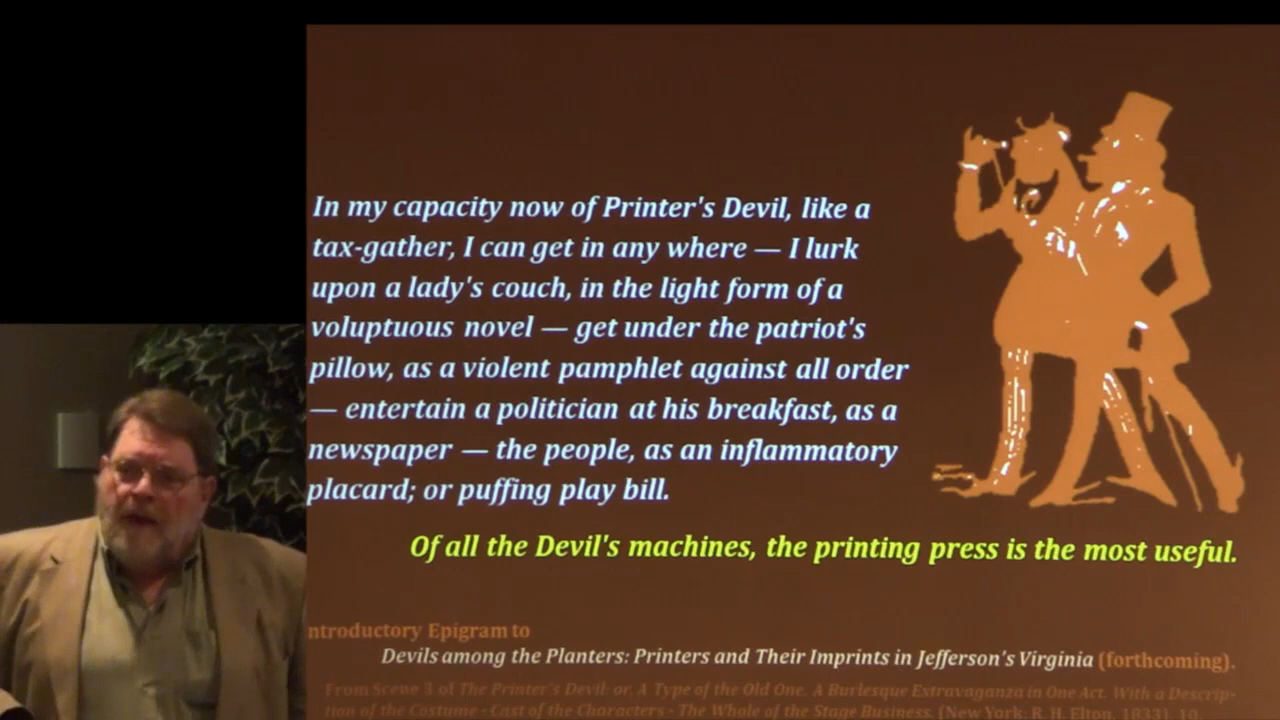 In my capacity now of Printer's Devil, like a
tax-gather, I can get in any where — I lurk
upon a lady's couch, in the light form of a
voluptuous novel — get under the patriot's
pillow, as a violent pamphlet against all order
— entertain a politician at his breakfast, as a
newspaper — the people, as an inflammatory
placard; or puffing play bill.
Of all the Devil's machines, the printing press is the most useful.
ntroductory Epigram to
Devils among the Planters: Printers and Their Imprints in Jefferson's Virginia (forthcoming).
From Scene 3 of The Printer's Devil: or, A Type of the Old One. A Burlesque Extravaganza in One Act. With a Descrip-
tion of the Costume - Cast of the Characters - The Whole of the Stage Business. (New York: R. H. Elton, 1833), 10.